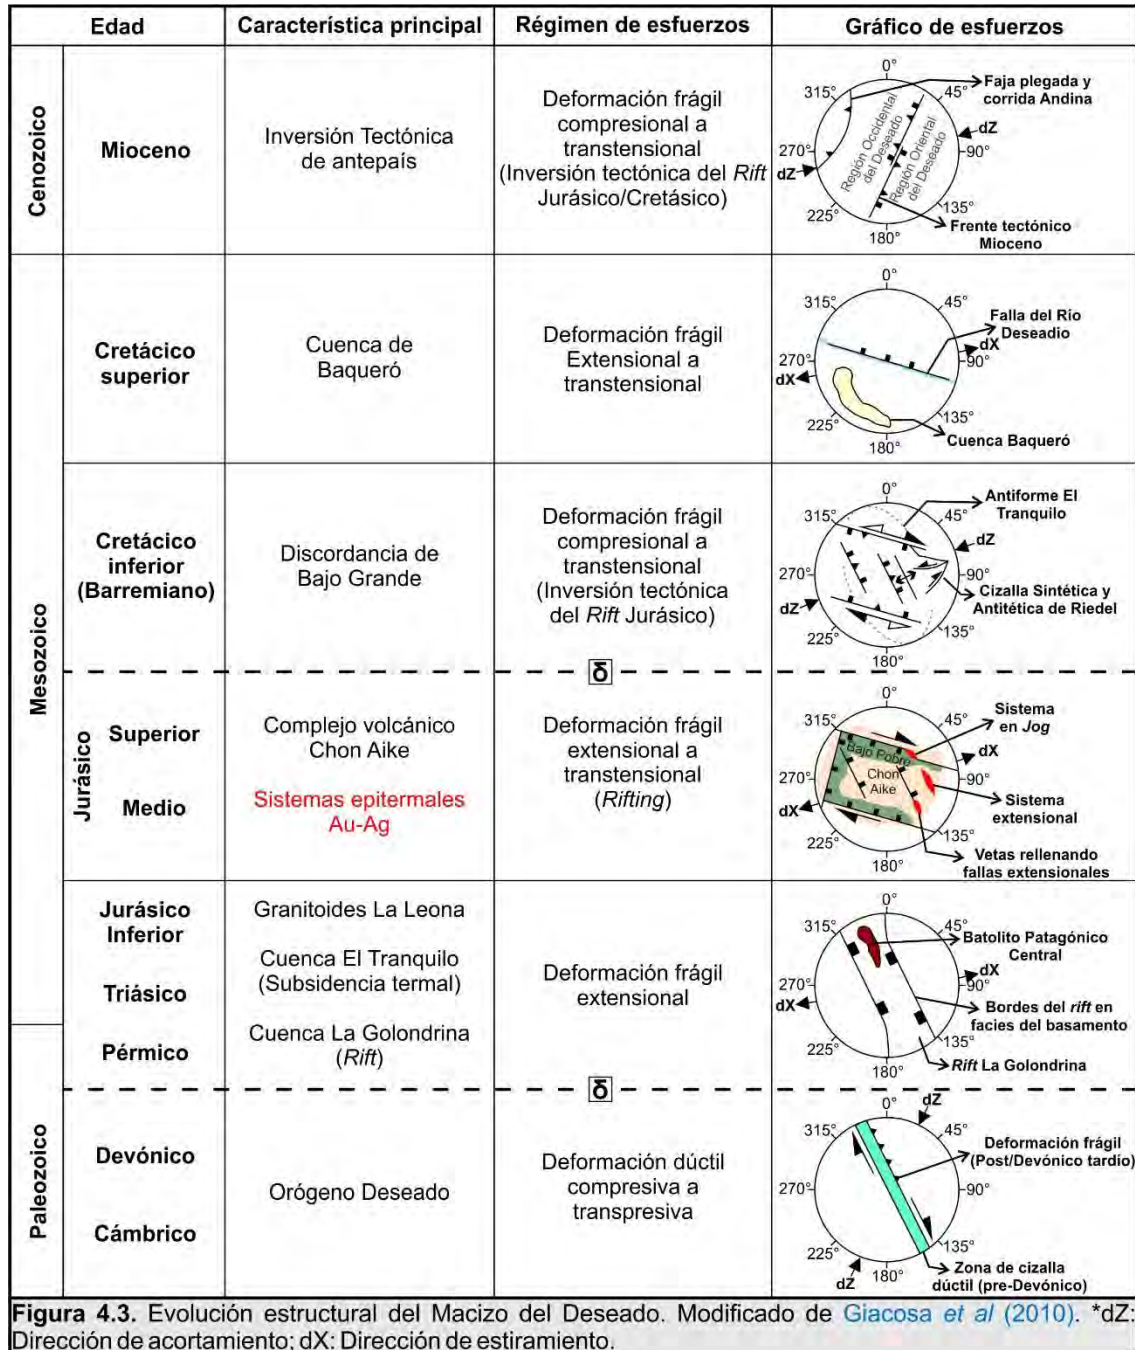 Edad
Característica principal
Régimen de esfuerzos
Gráfico de esfuerzos
Cenozoico
Mioceno
Inversión Tectónica
de antepaís
Deformación frágil
compresional a
transtensional
(Inversión tectónica del Rift
Jurásico/Cretásico)
0°
45°
90°
135°
180°
225°
270°
315°
dZ
dZ
Faja plegada y
corrida Andina
Región Occidental
del Deseado
Región Oriental
del Deseado
Frente tectónico
Mioceno
Mesozoico
Cretácico
superior
Cuenca de
Baqueró
Deformación frágil
Extensional a
transtensional
0°
45°
90°
135°
180°
225°
270°
315°
dX
dX
Falla del Río
Deseadio
Cuenca Baqueró
Cretácico
inferior
(Barremiano)
Discordancia de
Bajo Grande
Deformación frágil
compresional a
transtensional
(Inversión tectónica
del Rift Jurásico)
0°
45°
90°
135°
180°
225°
270°
315°
dZ
dZ
Antiforme El
Tranquilo
Cizalla Sintética y
Antitética de Riedel
δ
Jurásico
Superior
Medio
Complejo volcánico
Chon Aike
Sistemas epitermales
Au-Ag
Deformación frágil
extensional a
transtensional
(Rifting)
0°
45°
90°
135°
180°
225°
270°
315°
dX
dX
Bajo Pobre
Chon
Aike
Sistema
en Jog
Sistema
extensional
Vetas rellenando
fallas extensionales
Jurásico
Inferior
Triásico
Pérmico
Granitoides La Leona
Cuenca El Tranquilo
(Subsidencia termal)
Cuenca La Golondrina
(Rift)
Deformación frágil
extensional
0°
45°
90°
135°
180°
225°
270°
315°
dX
dX
Batolito Patagónico
Central
Bordes del rift en
facies del basamento
Rift La Golondrina
δ
Paleozoico
Devónico
Cámbrico
Orógeno Deseado
Deformación dúctil
compresiva a
transpresiva
0°
45°
90°
135°
180°
225°
270°
315°
dZ
dZ
Deformación frágil
(Post/Devónico tardío)
Zona de cizalla
dúctil (pre-Devónico)
Figura 4.3. Evolución estructural del Macizo del Deseado. Modificado de Giacosa et al (2010). *dZ:
Dirección de acortamiento; dX: Dirección de estiramiento.